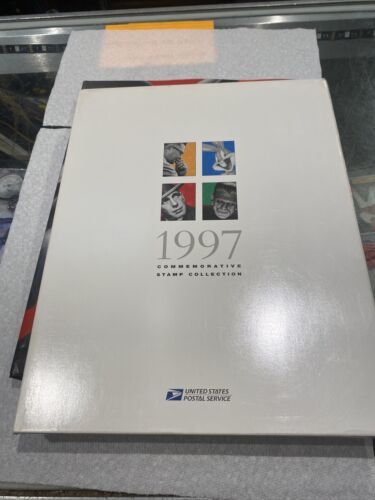 1997
COMMEMORATIVE
STAMP COLLECTION
UNITED STATES
POSTAL SERVICE